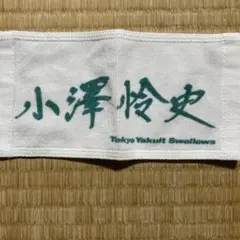 小澤怜史
Tokyo Yakult Swallows